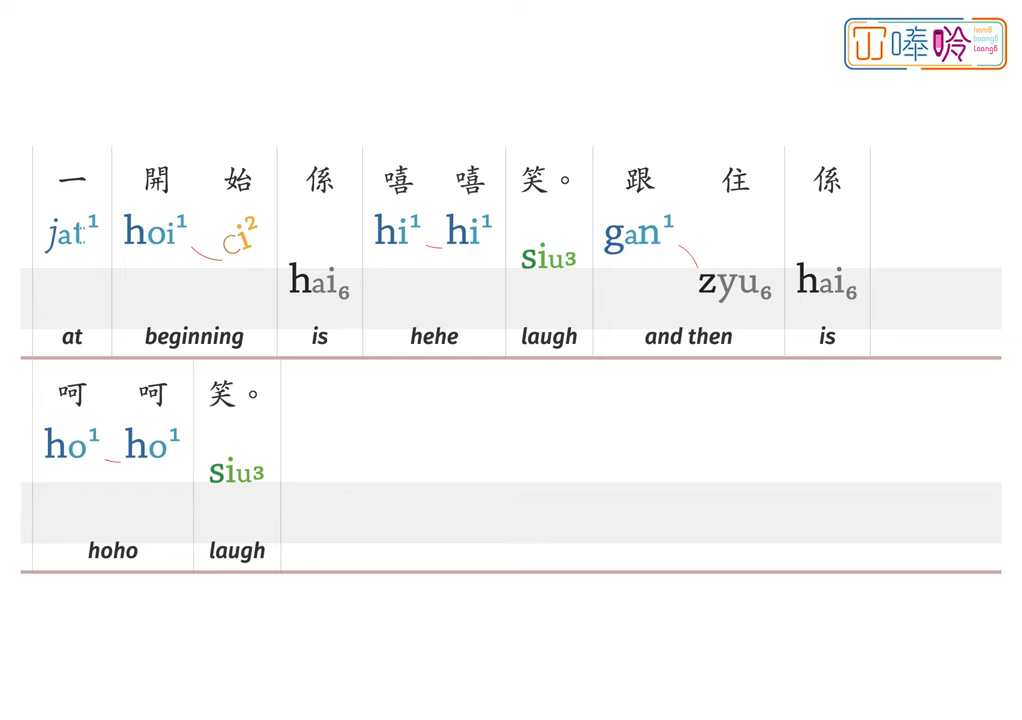 冚唪唥
ham6
baang6
laang6
一 開 始 係 嘻 嘻 笑。 跟 住 係
jat1 hoi1 ci2 hai6 hi1 hi1 siu3 gan1 zyu6 hai6
at beginning is hehe laugh and then is
呵 呵 笑。
ho1 ho1 siu3
hoho laugh